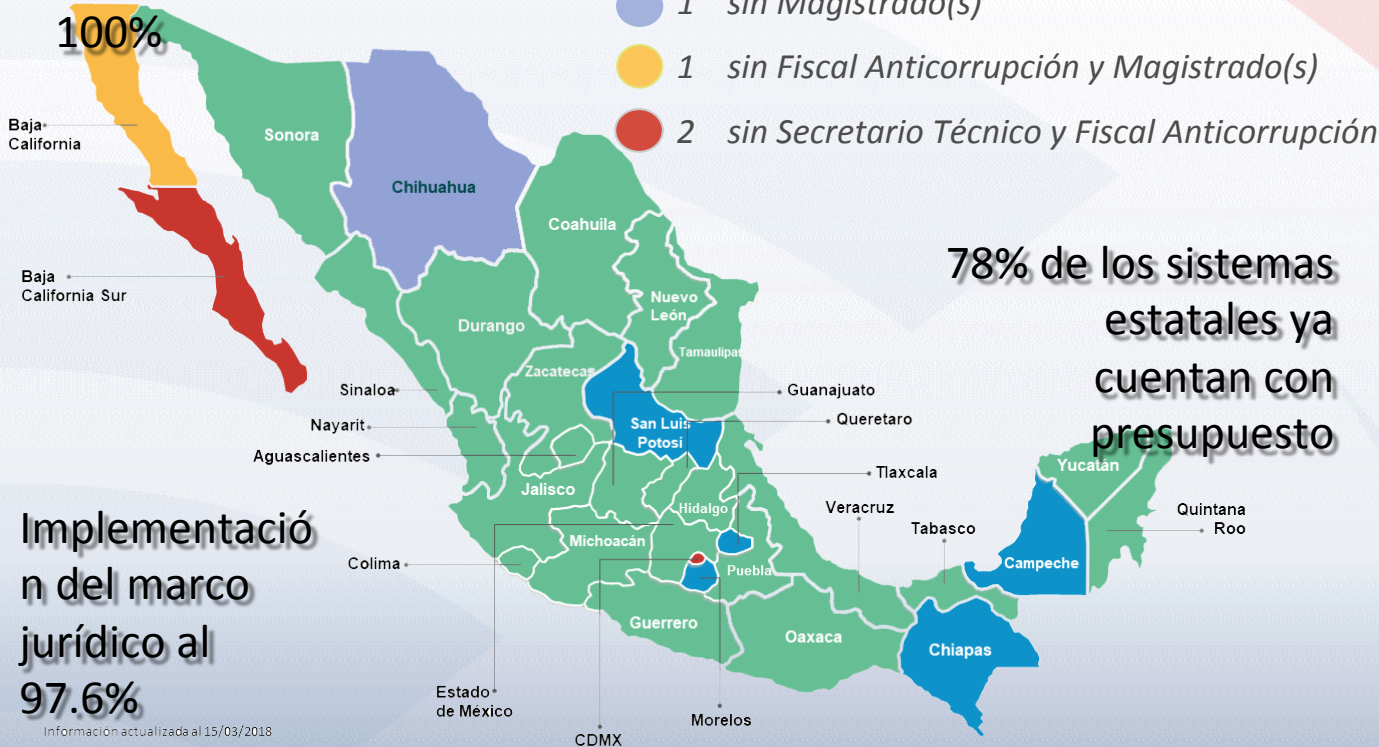 100%
1 sin Magistrado(s)
1 sin Fiscal Anticorrupción y Magistrado(s)
2 sin Secretario Técnico y Fiscal Anticorrupción
Baja
California
Sonora
Chihuahua
Coahuila
Baja
California Sur
Nuevo
León
Durango
Tamaulipas
Zacatecas
78% de los sistemas
estatales ya
cuentan con
presupuesto
Sinaloa
Guanajuato
Nayarit
San Luis
Potosí
Queretaro
Aguascalientes
Tlaxcala
Yucatán
Jalisco
Hidalgo
Veracruz
Tabasco
Quintana
Roo
Implementació
n del marco
jurídico al
97.6%
Michoacán
Colima
Puebla
Campeche
Guerrero
Oaxaca
Chiapas
Estado
de México
Morelos
CDMX
Información actualizada al 15/03/2018